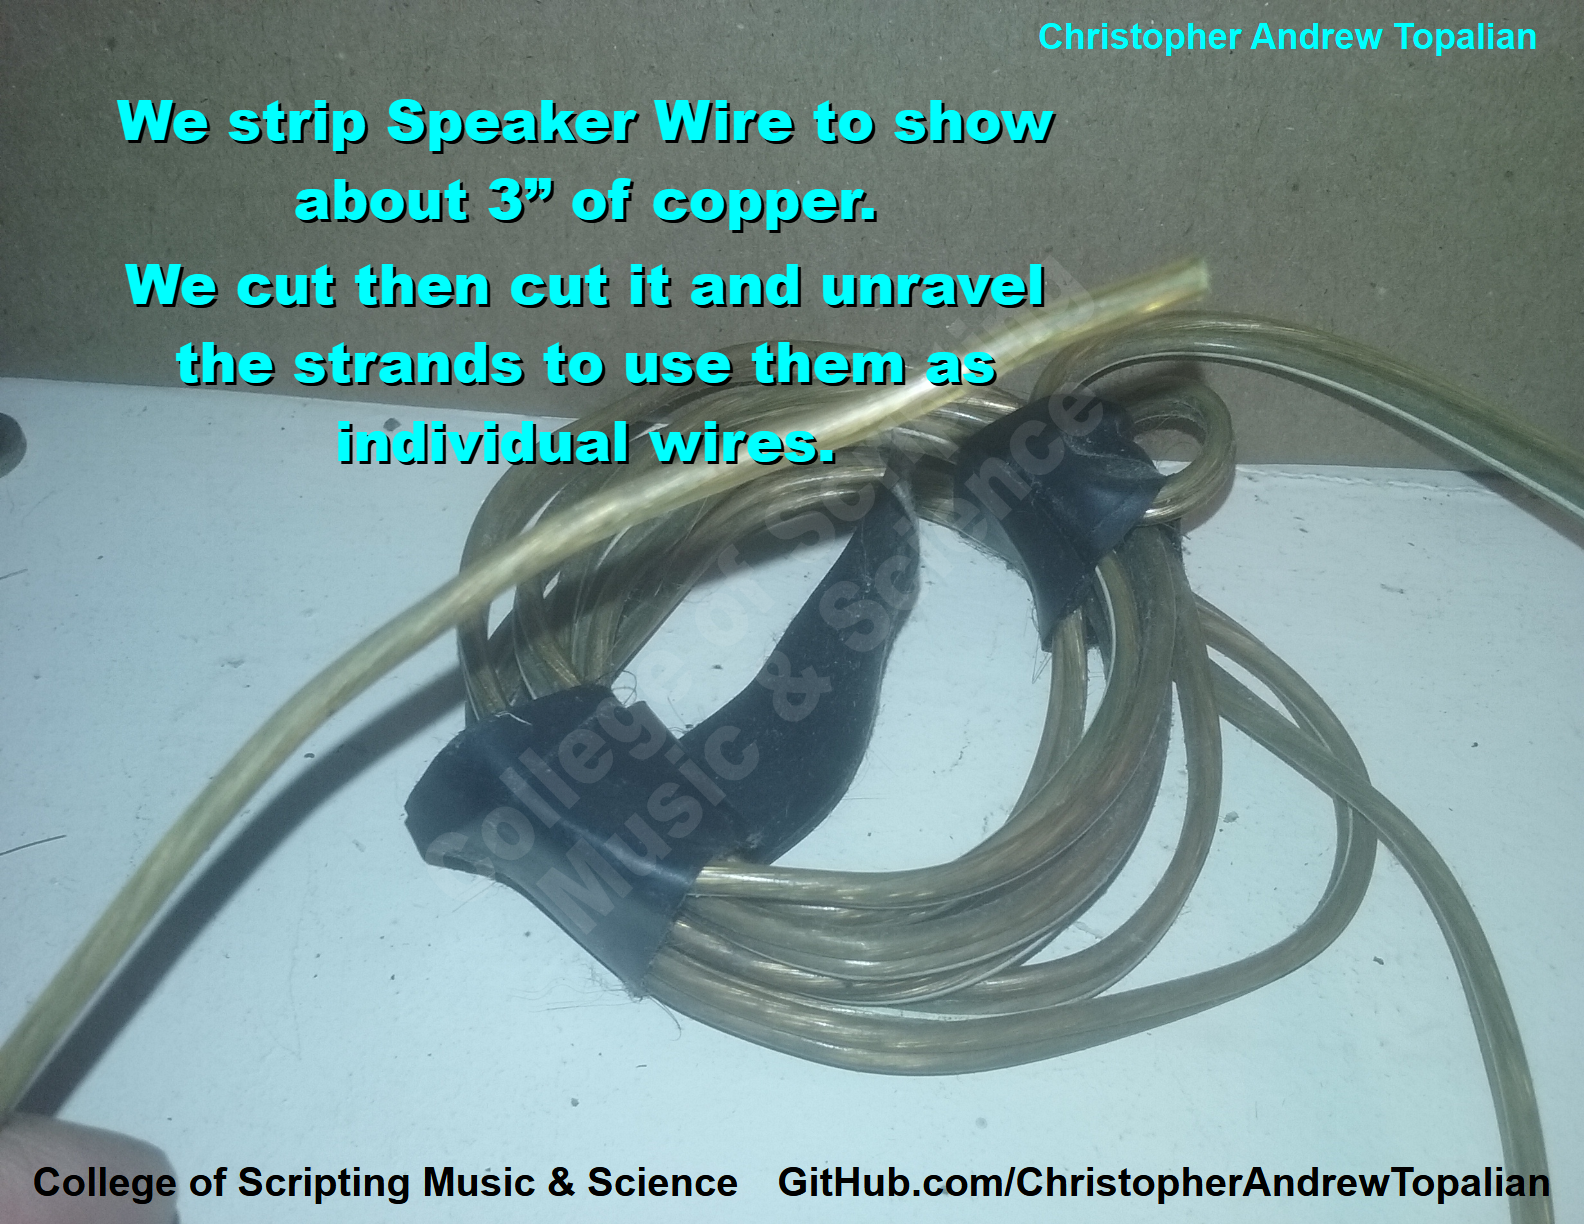 Christopher Andrew Topalian
We strip Speaker Wire to show
about 3” of copper.
We cut then cut it and unravel
the strands to use them as
individual wires.
College of Scripting
Music & Science
College of Scripting Music & Science GitHub.com/ChristopherAndrewTopalian